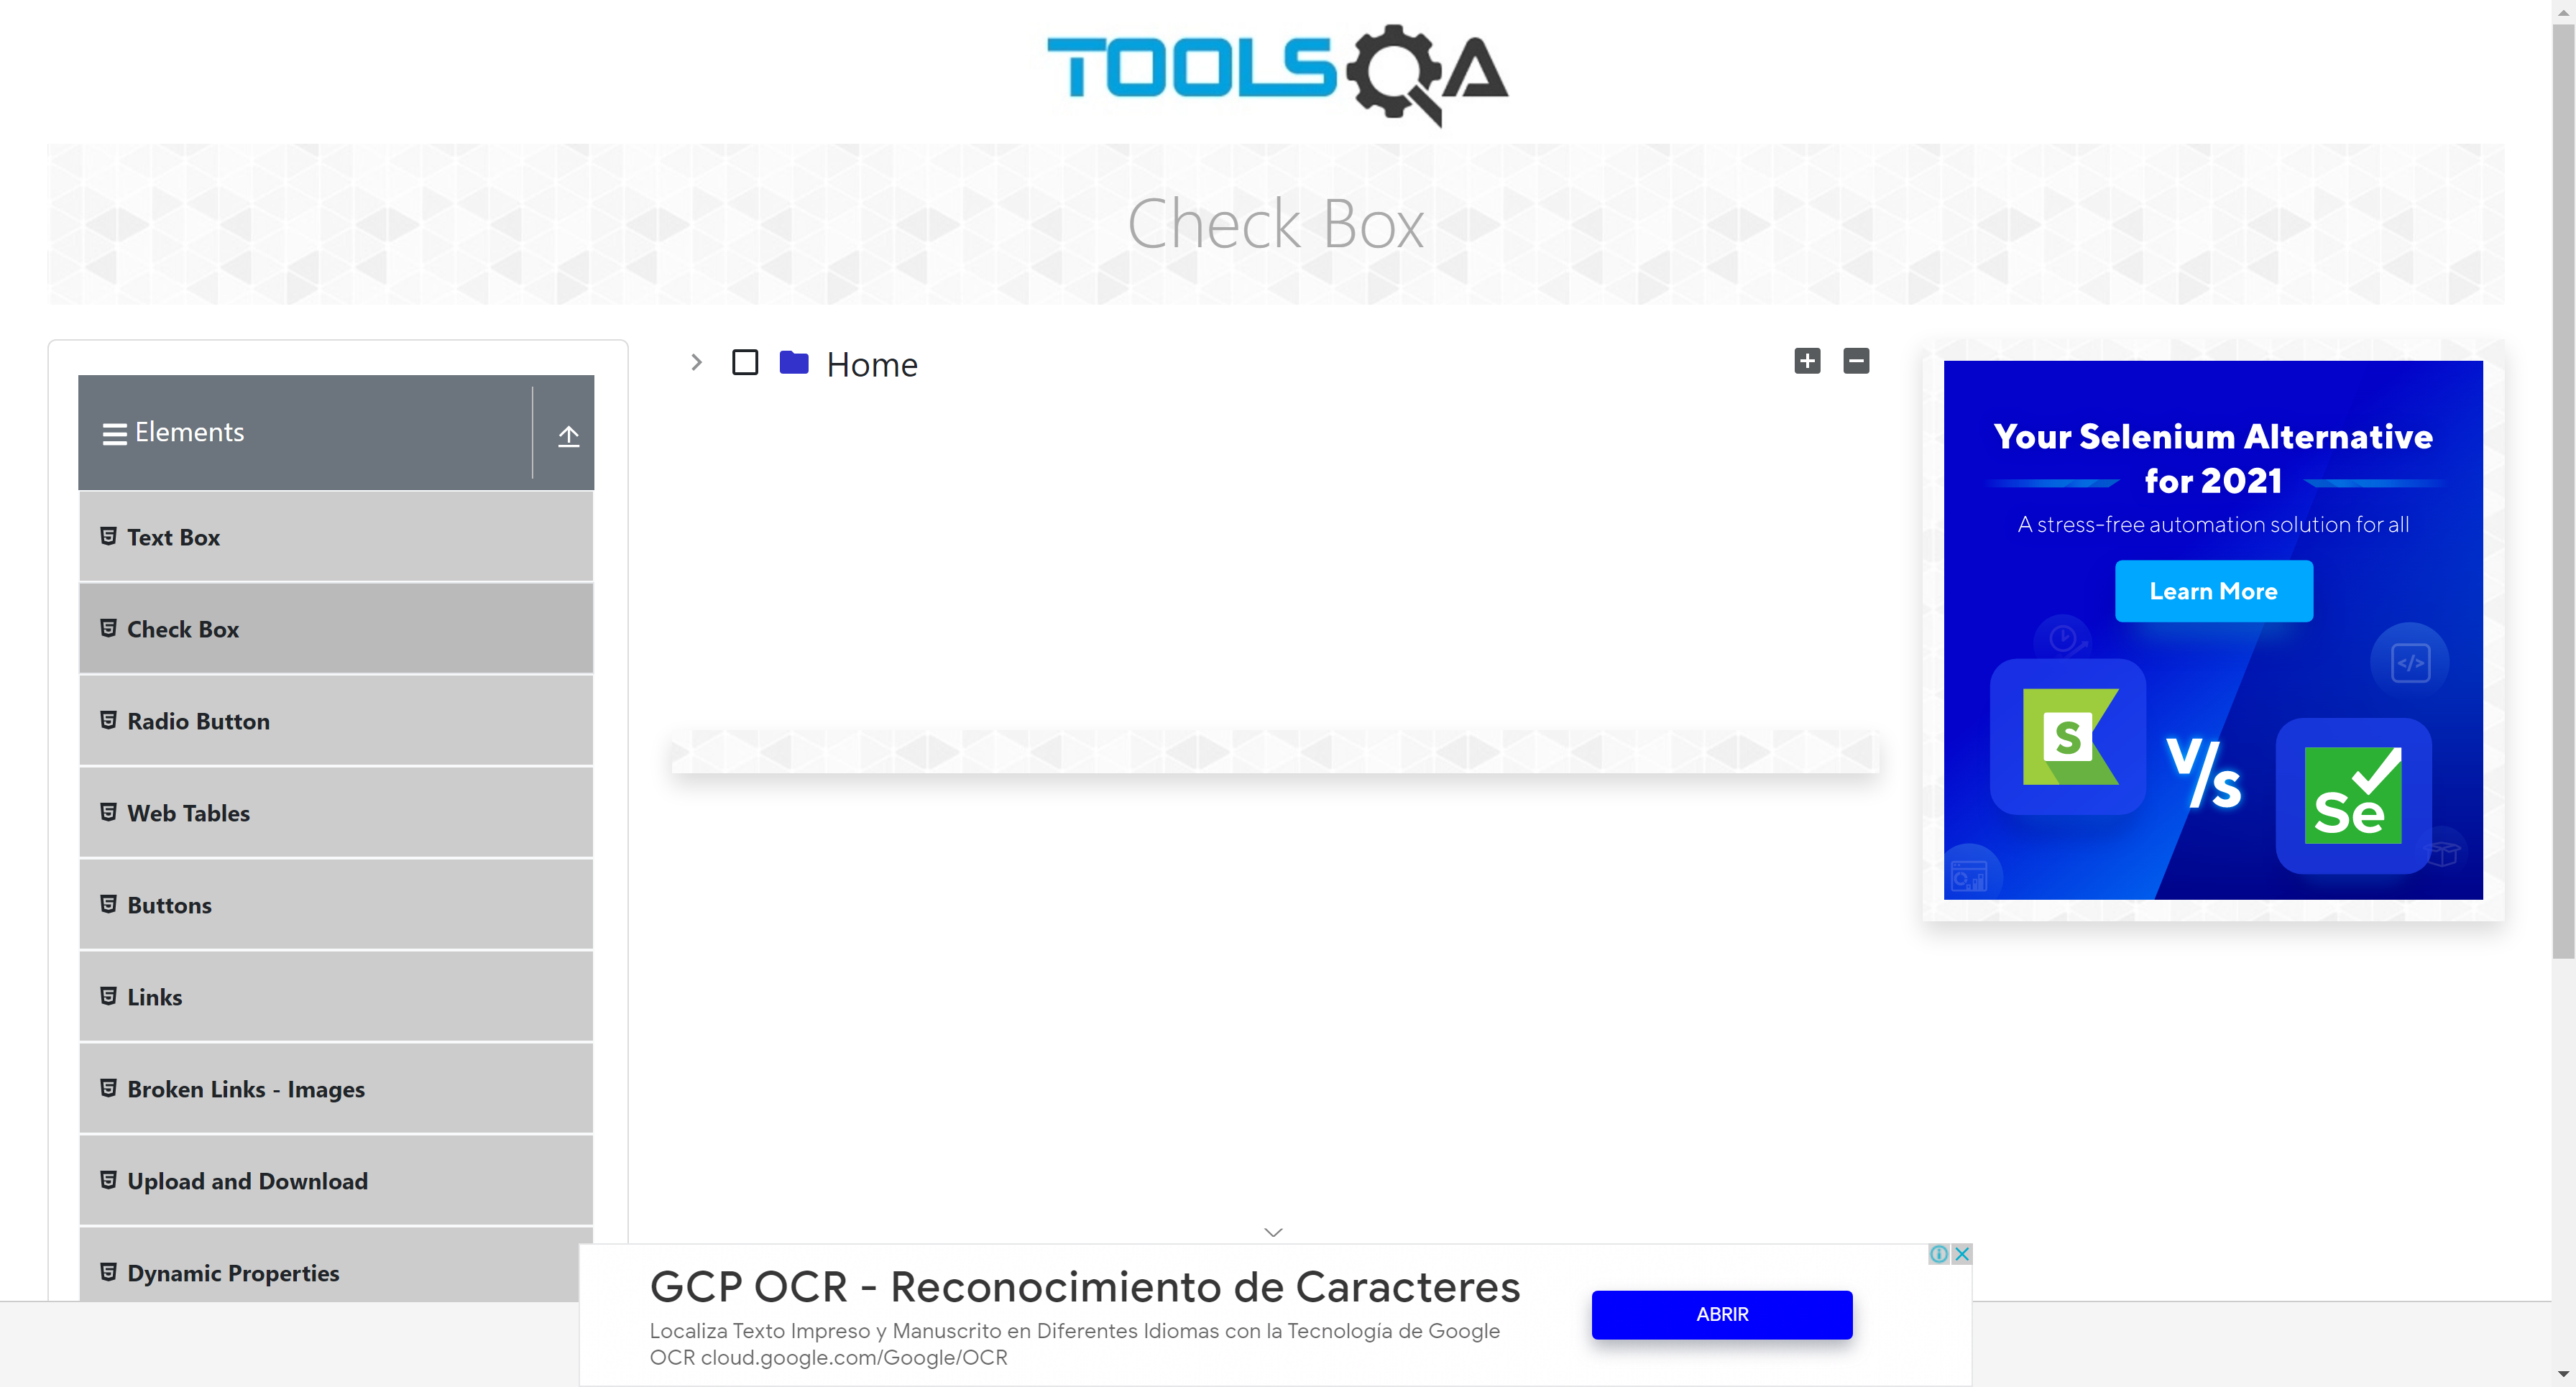 TOOLSQA
Check Box
Elements
Text Box
Check Box
Radio Button
Web Tables
Buttons
Links
Broken Links - Images
Upload and Download
Dynamic Properties
Home
Your Selenium Alternative
for 2021
A stress-free automation solution for all
Learn More
S
V/s
Se
GCP OCR - Reconocimiento de Caracteres
Localiza Texto Impreso y Manuscrito en Diferentes Idiomas con la Tecnología de Google
OCR cloud.google.com/Google/OCR
ABRIR